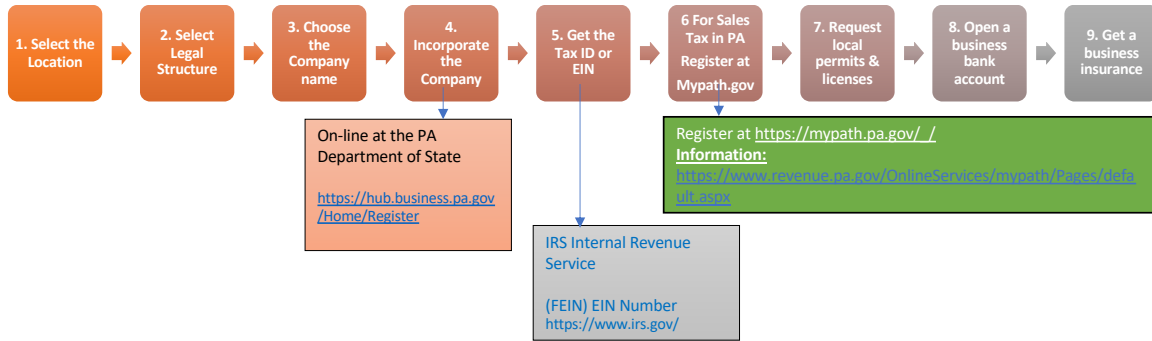 1. Select the
Location
2. Select
Legal
Structure
3. Choose
the
Company
name
4.
Incorporate
the
Company
5. Get the
Tax ID or
EIN
6 For Sales
Tax in PA
Register at
Mypath.gov
7. Request
local
permits &
licenses
8. Open a
business
bank
account
9. Get a
business
insurance
On-line at the PA
Department of State
https://hub.business.pa.gov
/Home/Register
Register at https://mypath.pa.gov/_/
Information:
https://www.revenue.pa.gov/OnlineServices/mypath/Pages/defa
ult.aspx
IRS Internal Revenue
Service
(FEIN) EIN Number
https://www.irs.gov/